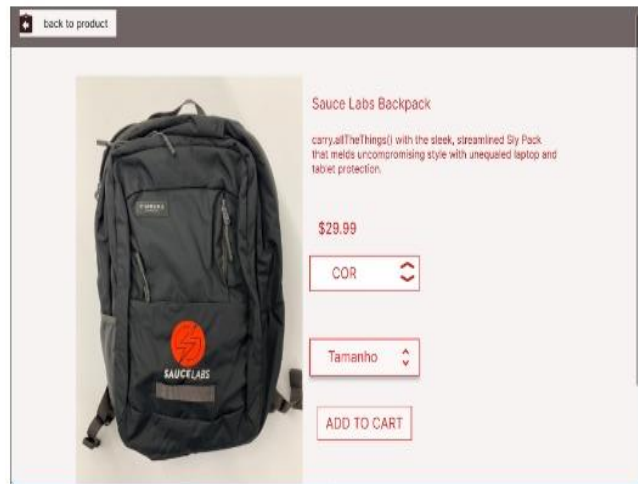 back to product
Sauce Labs Backpack
carry.allTheThings() with the sleek, streamlined Sly Pack
that melds uncompromising style with unequaled laptop and
tablet protection.
$29.99
COR
Tamanho
ADD TO CART
SAUCELABS